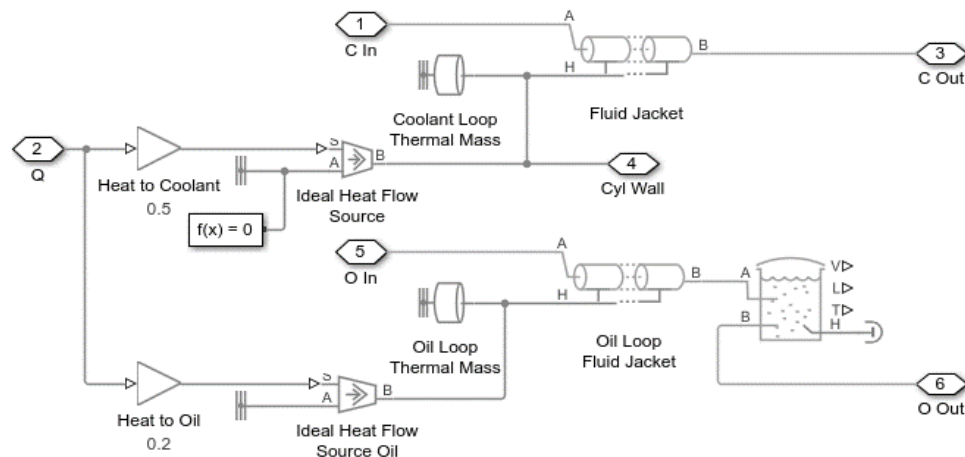 1
C In
A
B
H
3
C Out
Coolant Loop
Thermal Mass
Fluid Jacket
2
Q
S
A
B
4
Cyl Wall
Heat to Coolant
0.5
Ideal Heat Flow
Source
f(x) = 0
5
O In
A
B
H
A
B
V
L
T
H
Oil Loop
Thermal Mass
Oil Loop
Fluid Jacket
S
A
B
6
O Out
Heat to Oil
0.2
Ideal Heat Flow
Source Oil